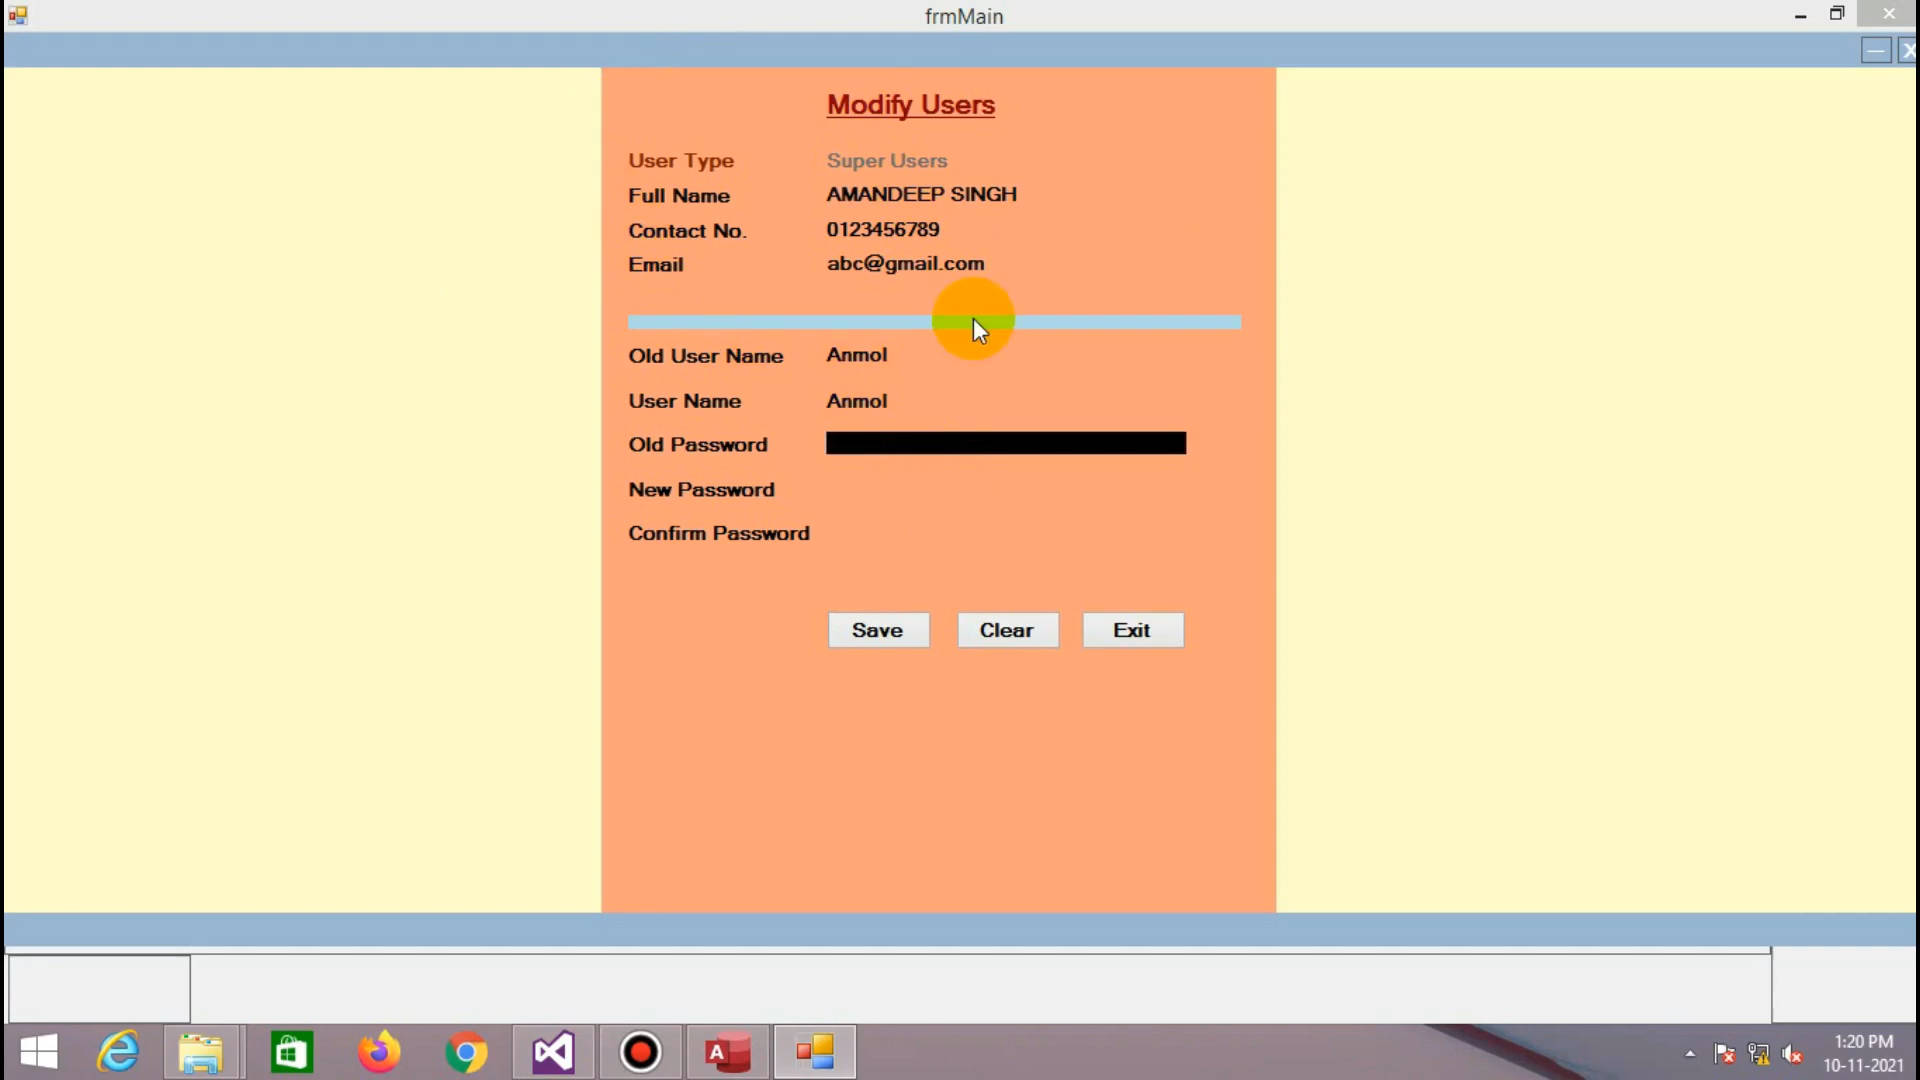 frmMain
Modify Users
User Type Super Users
Full Name AMANDEEP SINGH
Contact No. 0123456789
Email abc@gmail.com
Old User Name Anmol
User Name Anmol
Old Password
New Password
Confirm Password
Save Clear Exit
1:20 PM
10-11-2021